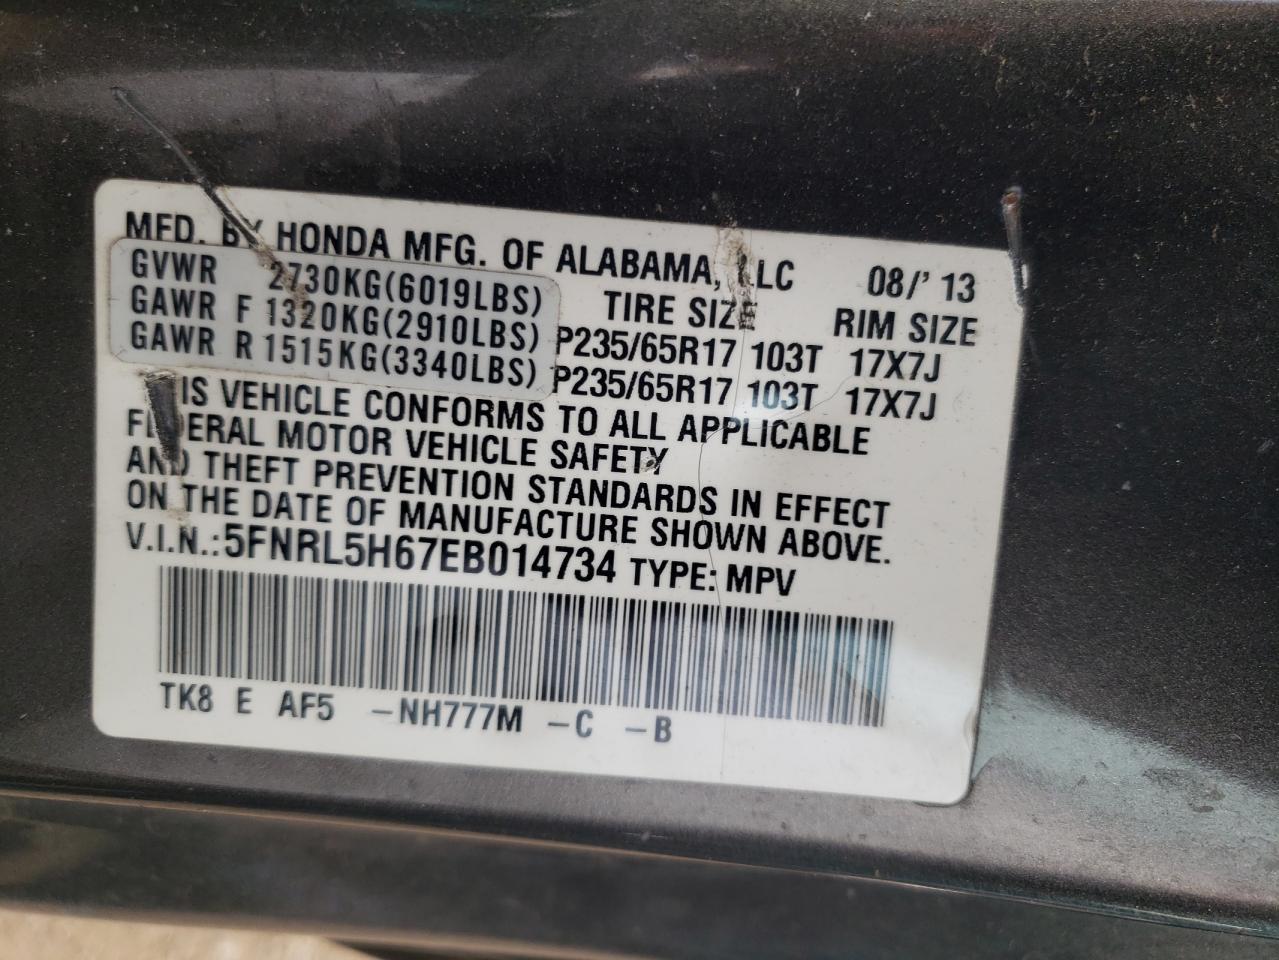 MFD. BY HONDA MFG. OF ALABAMA, LLC 08/'13
GVWR 2730KG(6019LBS) TIRE SIZE RIM SIZE
GAWR F 1320KG(2910LBS) P235/65R17 103T 17X7J
GAWR R 1515KG(3340LBS) P235/65R17 103T 17X7J
IS VEHICLE CONFORMS TO ALL APPLICABLE
FEDERAL MOTOR VEHICLE SAFETY
AND THEFT PREVENTION STANDARDS IN EFFECT
ON THE DATE OF MANUFACTURE SHOWN ABOVE.
V.I.N.:5FNRL5H67EB014734 TYPE: MPV
TK8 E AF5 -NH777M -C -B